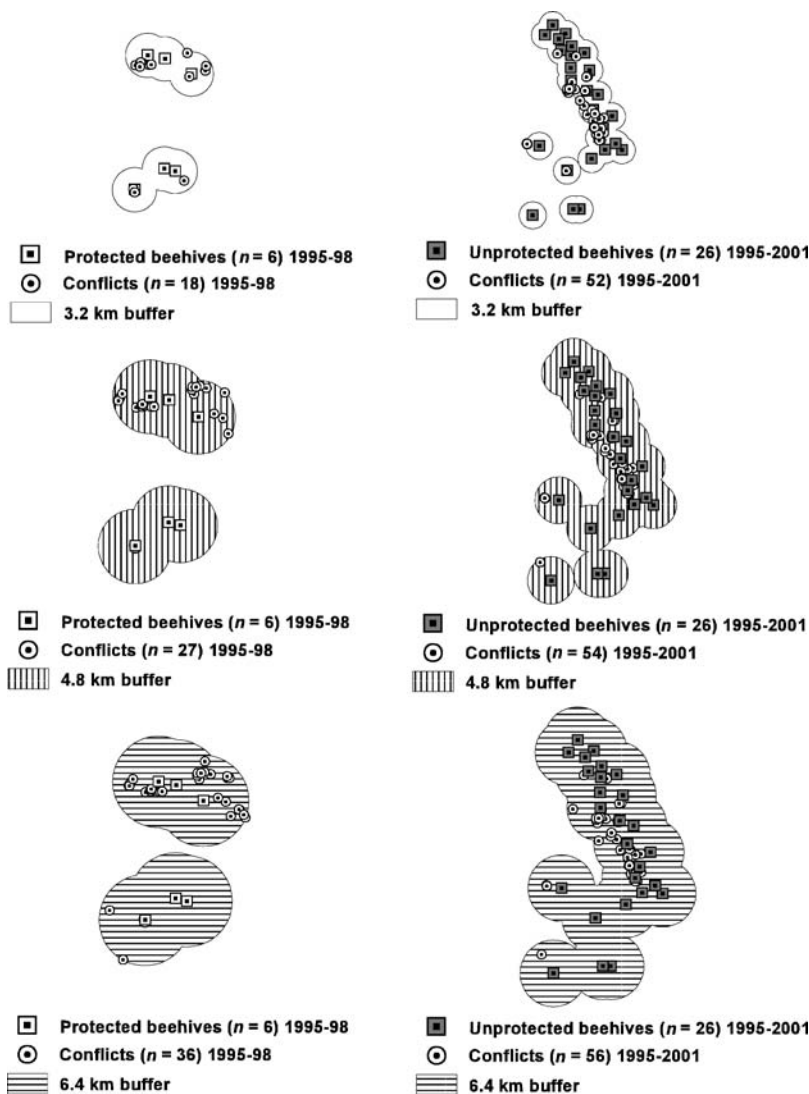 Protected beehives (n = 6) 1995-98
Conflicts (n = 18) 1995-98
3.2 km buffer
Unprotected beehives (n = 26) 1995-2001
Conflicts (n = 52) 1995-2001
3.2 km buffer
Protected beehives (n = 6) 1995-98
Conflicts (n = 27) 1995-98
4.8 km buffer
Unprotected beehives (n = 26) 1995-2001
Conflicts (n = 54) 1995-2001
4.8 km buffer
Protected beehives (n = 6) 1995-98
Conflicts (n = 36) 1995-98
6.4 km buffer
Unprotected beehives (n = 26) 1995-2001
Conflicts (n = 56) 1995-2001
6.4 km buffer